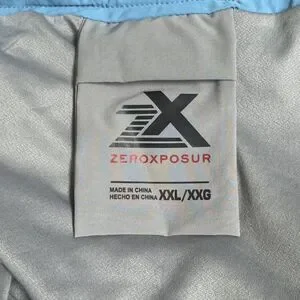 ZX
ZEROXPOSUR
MADE IN CHINA
HECHO EN CHINA XXL/XXG